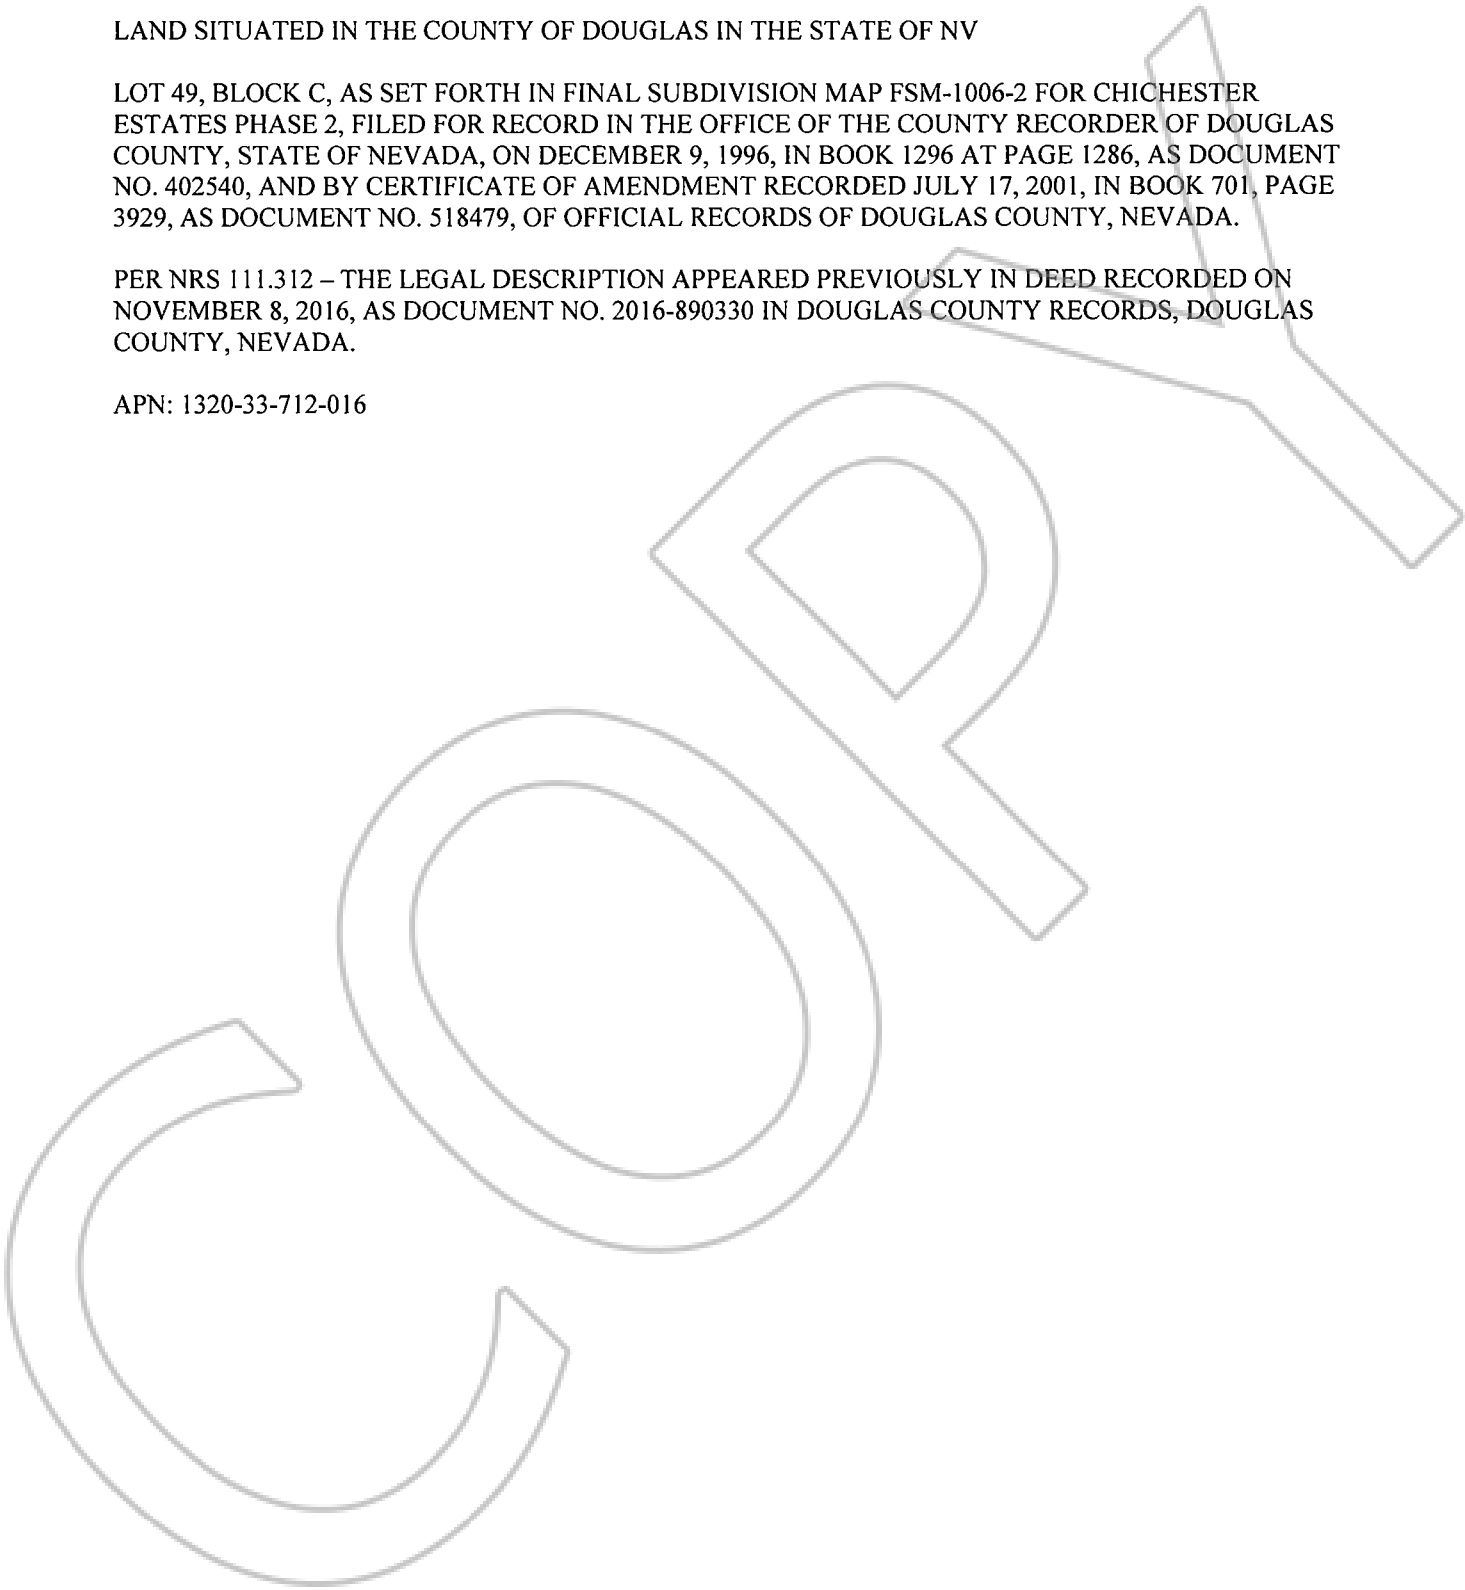 LAND SITUATED IN THE COUNTY OF DOUGLAS IN THE STATE OF NV
LOT 49, BLOCK C, AS SET FORTH IN FINAL SUBDIVISION MAP FSM-1006-2 FOR CHICHESTER
ESTATES PHASE 2, FILED FOR RECORD IN THE OFFICE OF THE COUNTY RECORDER OF DOUGLAS
COUNTY, STATE OF NEVADA, ON DECEMBER 9, 1996, IN BOOK 1296 AT PAGE 1286, AS DOCUMENT
NO. 402540, AND BY CERTIFICATE OF AMENDMENT RECORDED JULY 17, 2001, IN BOOK 701, PAGE
3929, AS DOCUMENT NO. 518479, OF OFFICIAL RECORDS OF DOUGLAS COUNTY, NEVADA.
PER NRS 111.312 – THE LEGAL DESCRIPTION APPEARED PREVIOUSLY IN DEED RECORDED ON
NOVEMBER 8, 2016, AS DOCUMENT NO. 2016-890330 IN DOUGLAS COUNTY RECORDS, DOUGLAS
COUNTY, NEVADA.
APN: 1320-33-712-016
COPY